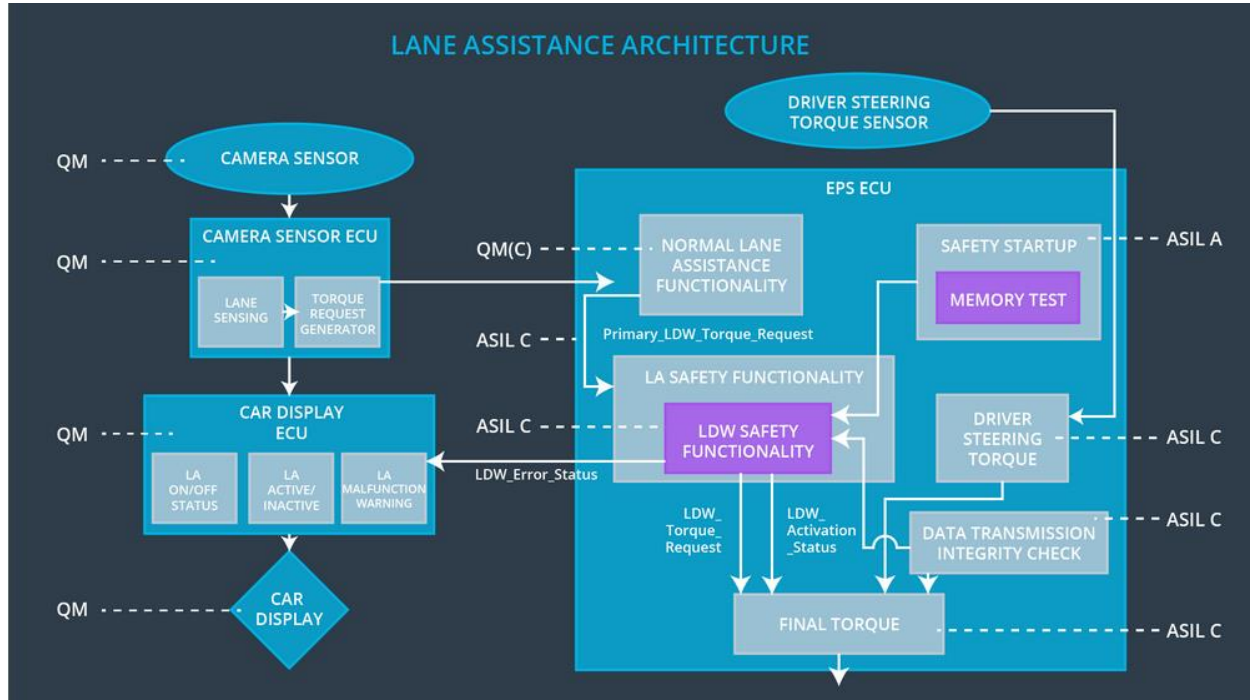 LANE ASSISTANCE ARCHITECTURE
QM
CAMERA SENSOR
QM
CAMERA SENSOR ECU
LANE
SENSING
TORQUE
REQUEST
GENERATOR
QM
CAR DISPLAY
ECU
LA
ON/OFF
STATUS
LA
ACTIVE/
INACTIVE
LA
MALFUNCTION
WARNING
QM
CAR
DISPLAY
DRIVER STEERING
TORQUE SENSOR
EPS ECU
QM(C)
NORMAL LANE
ASSISTANCE
FUNCTIONALITY
SAFETY STARTUP
MEMORY TEST
ASIL A
ASIL C
Primary_LDW_Torque_Request
LA SAFETY FUNCTIONALITY
ASIL C
LDW SAFETY
FUNCTIONALITY
LDW_Error_Status
DRIVER
STEERING
TORQUE
ASIL C
LDW_
Torque_
Request
LDW_
Activation
_Status
DATA TRANSMISSION
INTEGRITY CHECK
ASIL C
FINAL TORQUE
ASIL C